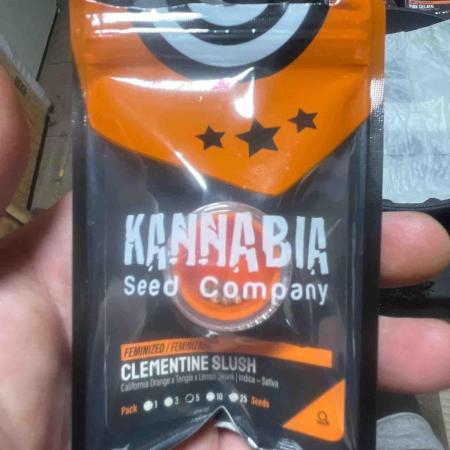 KANNABIA
Seed Company
FEMINIZED / FEMINIZADA
CLEMENTINE SLUSH
California Orange x Tangie x Lemon Skunk | Indica - Sativa
Pack 1 3 5 10 25 Seeds